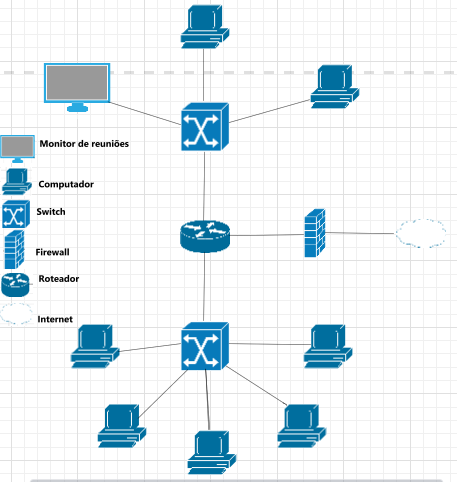 Monitor de reuniões
Computador
Switch
Firewall
Roteador
Internet